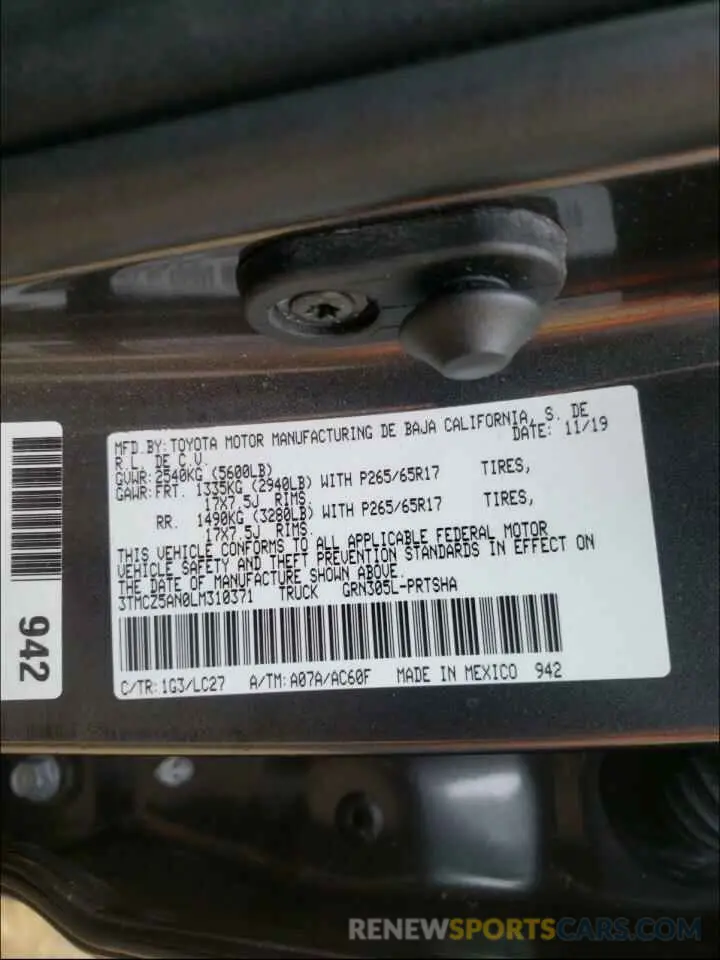 MFD.BY:TOYOTA MOTOR MANUFACTURING DE BAJA CALIFORNIA, S. DE
R.L. DE C.V. DATE: 11/19
GVWR:2540KG (5600LB)
GAWR:FRT. 1335KG (2940LB) WITH P265/65R17 TIRES,
17X7.5J RIMS.
RR. 1490KG (3280LB) WITH P265/65R17 TIRES,
17X7.5J RIMS.
THIS VEHICLE CONFORMS TO ALL APPLICABLE FEDERAL MOTOR
VEHICLE SAFETY AND THEFT PREVENTION STANDARDS IN EFFECT ON
THE DATE OF MANUFACTURE SHOWN ABOVE.
3TMCZ5AN0LM310371 TRUCK GRN305L-PRTSHA
C/TR:1G3/LC27 A/TM:A07A/AC60F MADE IN MEXICO 942
942
RENEWSPORTSCARS.COM